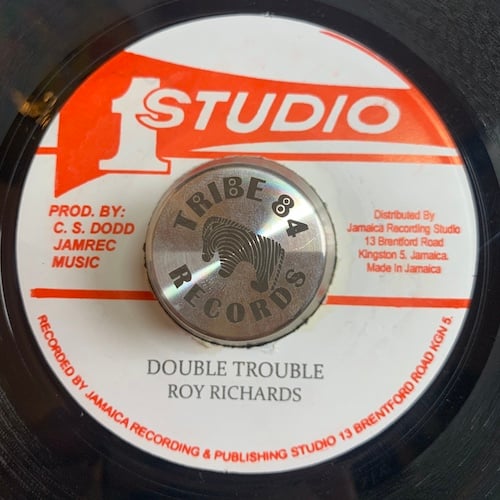 1 STUDIO
PROD. BY:
C. S. DODD
JAMREC
MUSIC
Distributed By
Jamaica Recording Studio
13 Brentford Road
Kingston 5. Jamaica.
Made in Jamaica
TRIBE 84
RECORDS
DOUBLE TROUBLE
ROY RICHARDS
RECORDED BY JAMAICA RECORDING & PUBLISHING STUDIO 13 BRENTFORD ROAD KGN 5.